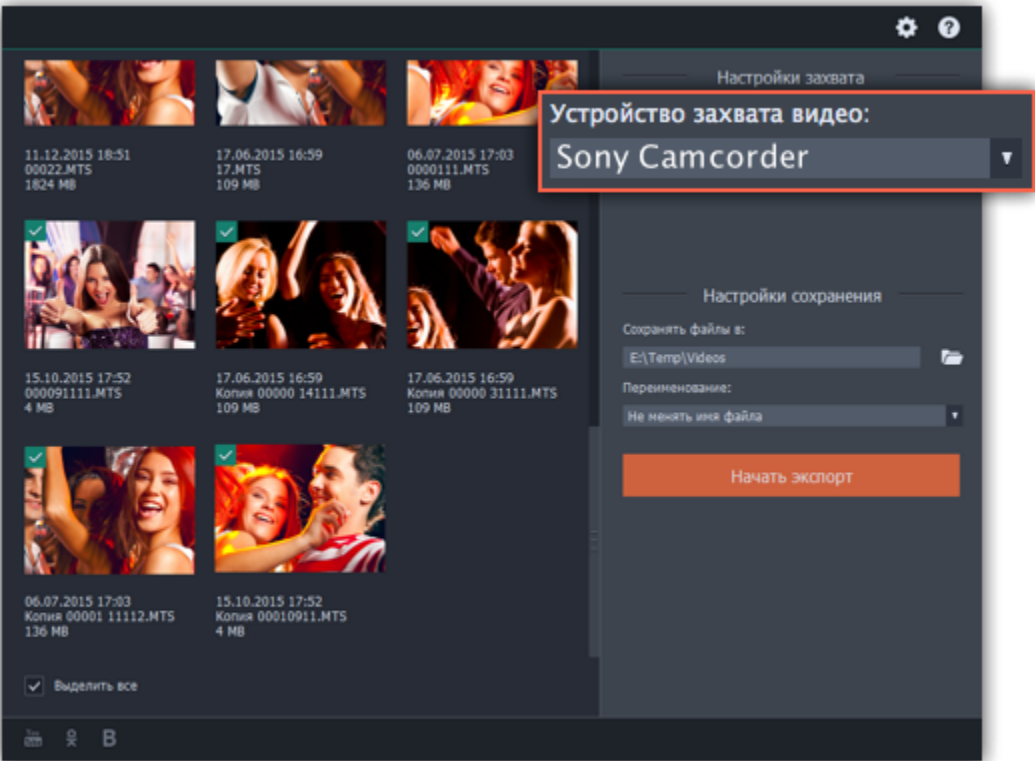 Настройки захвата
Устройство захвата видео:
Sony Camcorder
11.12.2015 18:51
00022.MTS
1824 MB
17.06.2015 16:59
17.MTS
109 MB
06.07.2015 17:03
0000111.MTS
136 MB
15.10.2015 17:52
000091111.MTS
4 MB
17.06.2015 16:59
Копия 00000 14111.MTS
109 MB
17.06.2015 16:59
Копия 00000 31111.MTS
109 MB
06.07.2015 17:03
Копия 00001 11112.MTS
136 MB
15.10.2015 17:52
Копия 00010911.MTS
4 MB
Выделить все
Настройки сохранения
Сохранять файлы в:
E:\Temp\Videos
Переименование:
Не менять имя файла
Начать экспорт
You
B